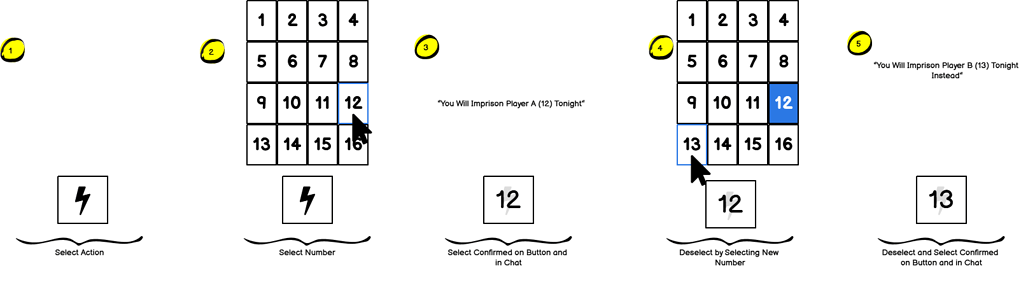 1
2
1 2 3 4
5 6 7 8
9 10 11 12
13 14 15 16
3
"You Will Imprison Player A (12) Tonight"
4
1 2 3 4
5 6 7 8
9 10 11 12
13 14 15 16
5
"You Will Imprison Player B (13) Tonight
Instead"
12
12
13
Select Action
Select Number
Select Confirmed on Button and
in Chat
Deselect by Selecting New
Number
Deselect and Select Confirmed
on Button and in Chat